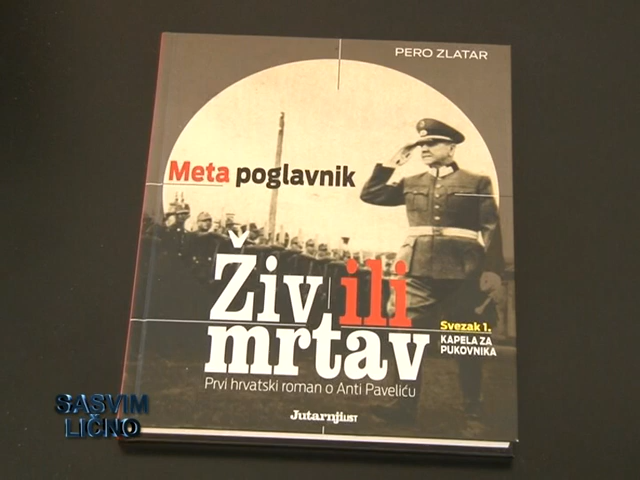 PERO ZLATAR
Meta poglavnik
Živ ili
mrtav
Svezak 1.
KAPELA ZA
PUKOVNIKA
Prvi hrvatski roman o Anti Paveliću
Jutarnji LIST
SASVIM
LIČNO